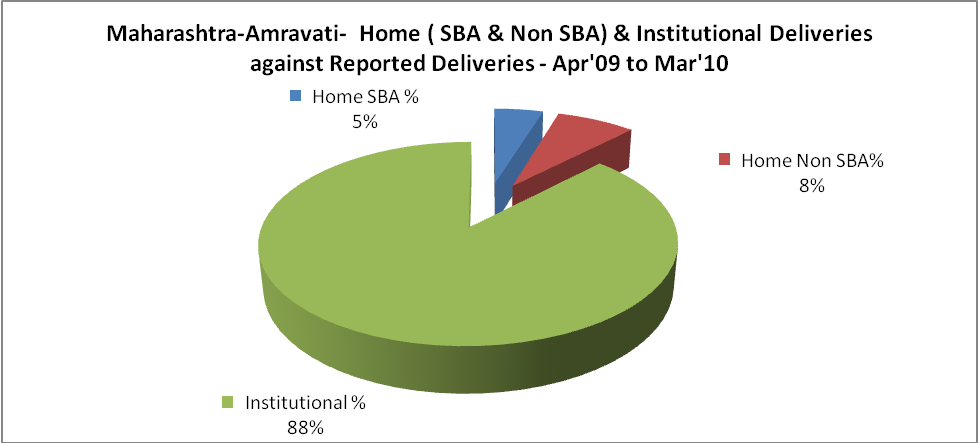 Maharashtra-Amravati- Home ( SBA & Non SBA) & Institutional Deliveries
against Reported Deliveries - Apr'09 to Mar'10
Home SBA %
5%
Home Non SBA%
8%
Institutional %
88%